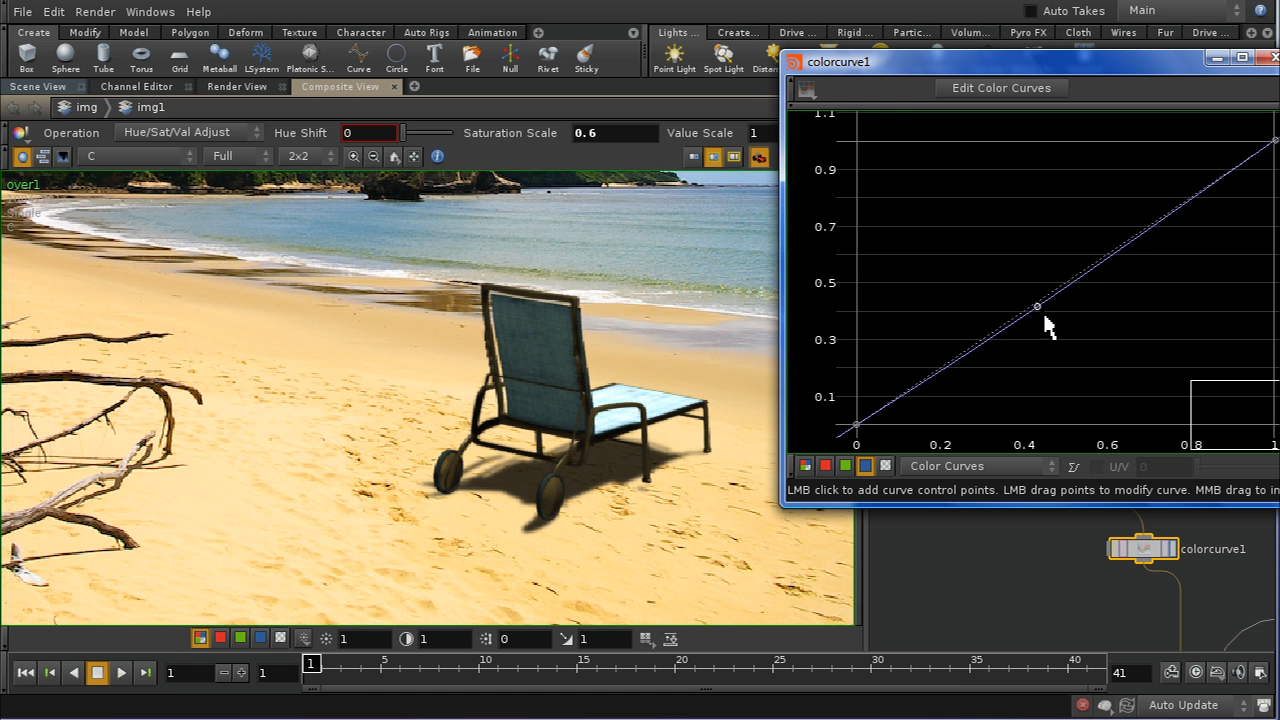 File Edit Render Windows Help
Auto Takes Main
Create Modify Model Polygon Deform Texture Character Auto Rigs Animation
Lights ... Create... Drive ... Rigid ... Partic... Volum... Pyro FX Cloth Wires Fur Drive ...
Box Sphere Tube Torus Grid Metaball LSystem Platonic S... Curve Circle Font File Null Rivet Sticky
Point Light Spot Light Distan
colorcurve1
Scene View Channel Editor Render View Composite View
Edit Color Curves
img img1
Operation Hue/Sat/Val Adjust Hue Shift 0 Saturation Scale 0.6 Value Scale 1
C Full 2x2
over1
Single
C
1.1
0.9
0.7
0.5
0.3
0.1
0 0.2 0.4 0.6 0.8 1
Color Curves U/V 0
LMB click to add curve control points. LMB drag points to modify curve. MMB drag to in
colorcurve1
1 1 0 1
1 1 1 5 10 15 20 25 30 35 40 41
Auto Update